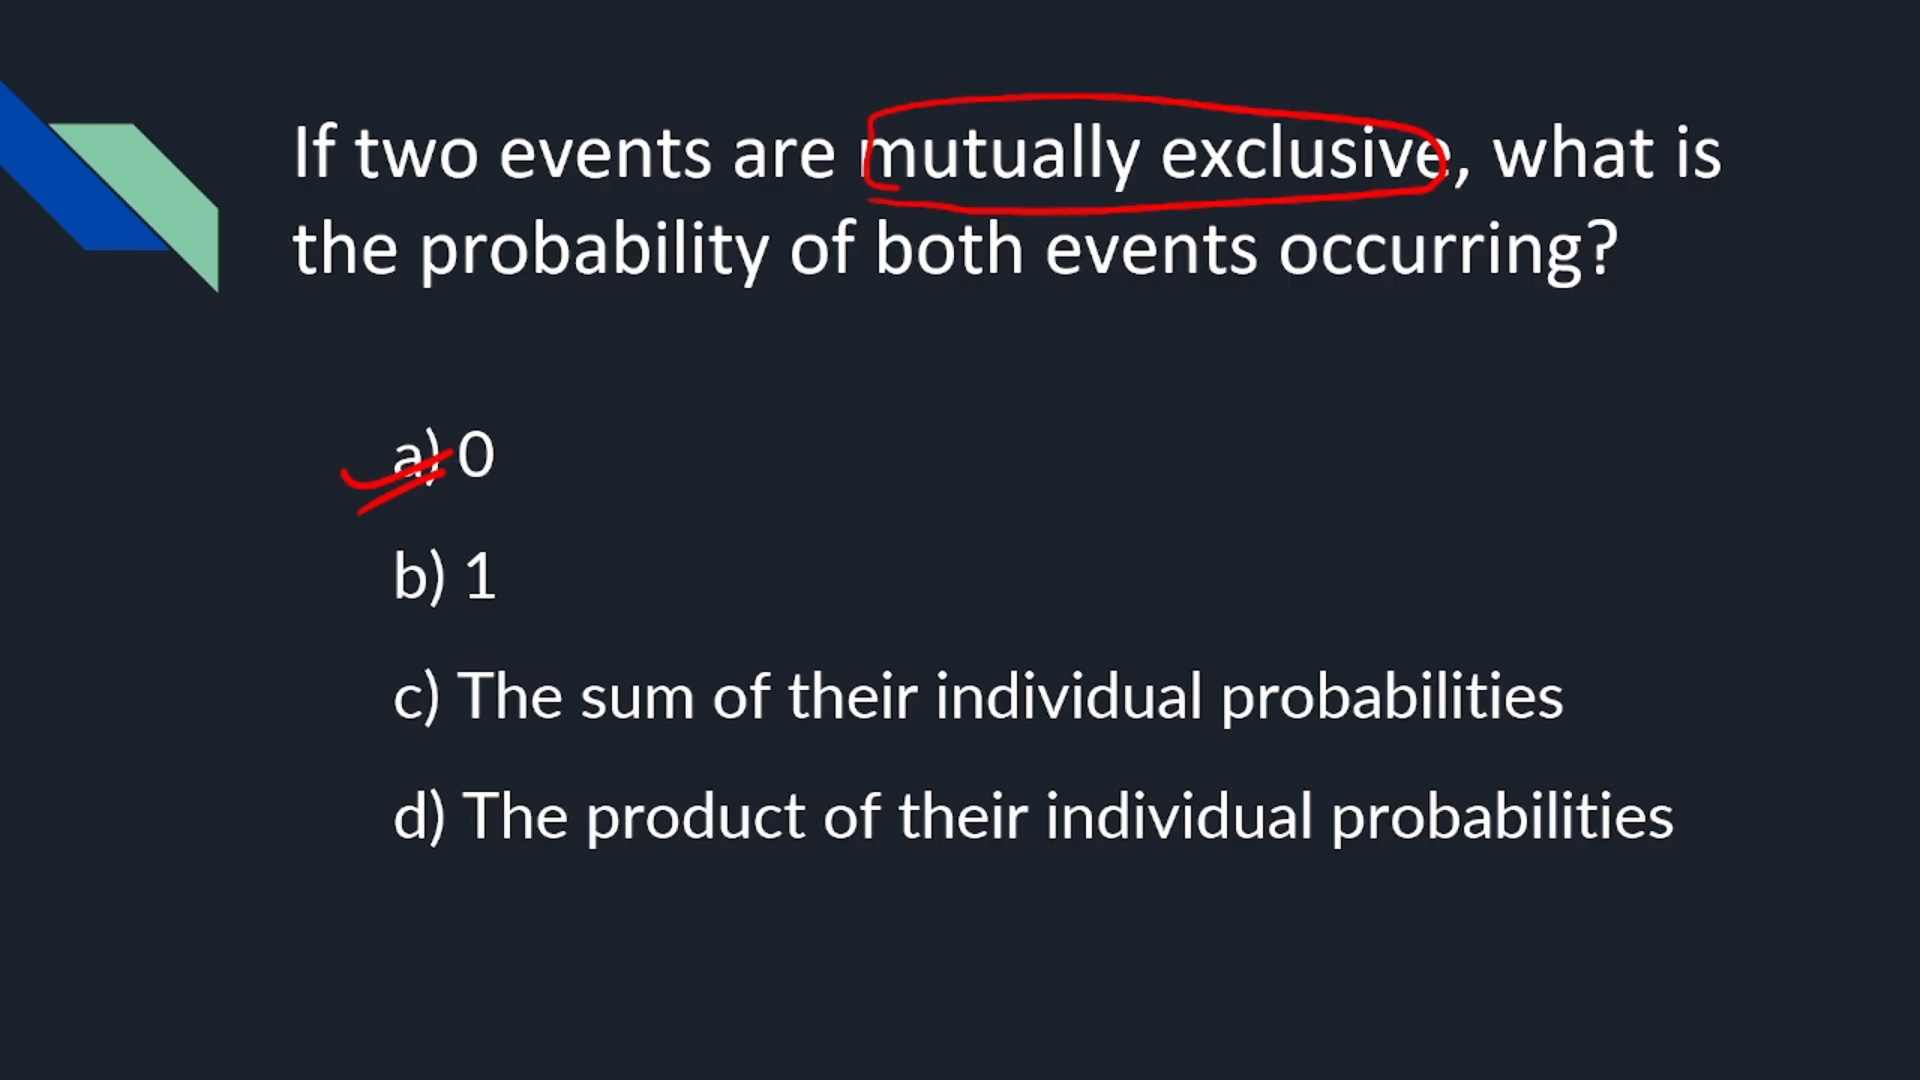 If two events are mutually exclusive, what is
the probability of both events occurring?
a) 0
b) 1
c) The sum of their individual probabilities
d) The product of their individual probabilities